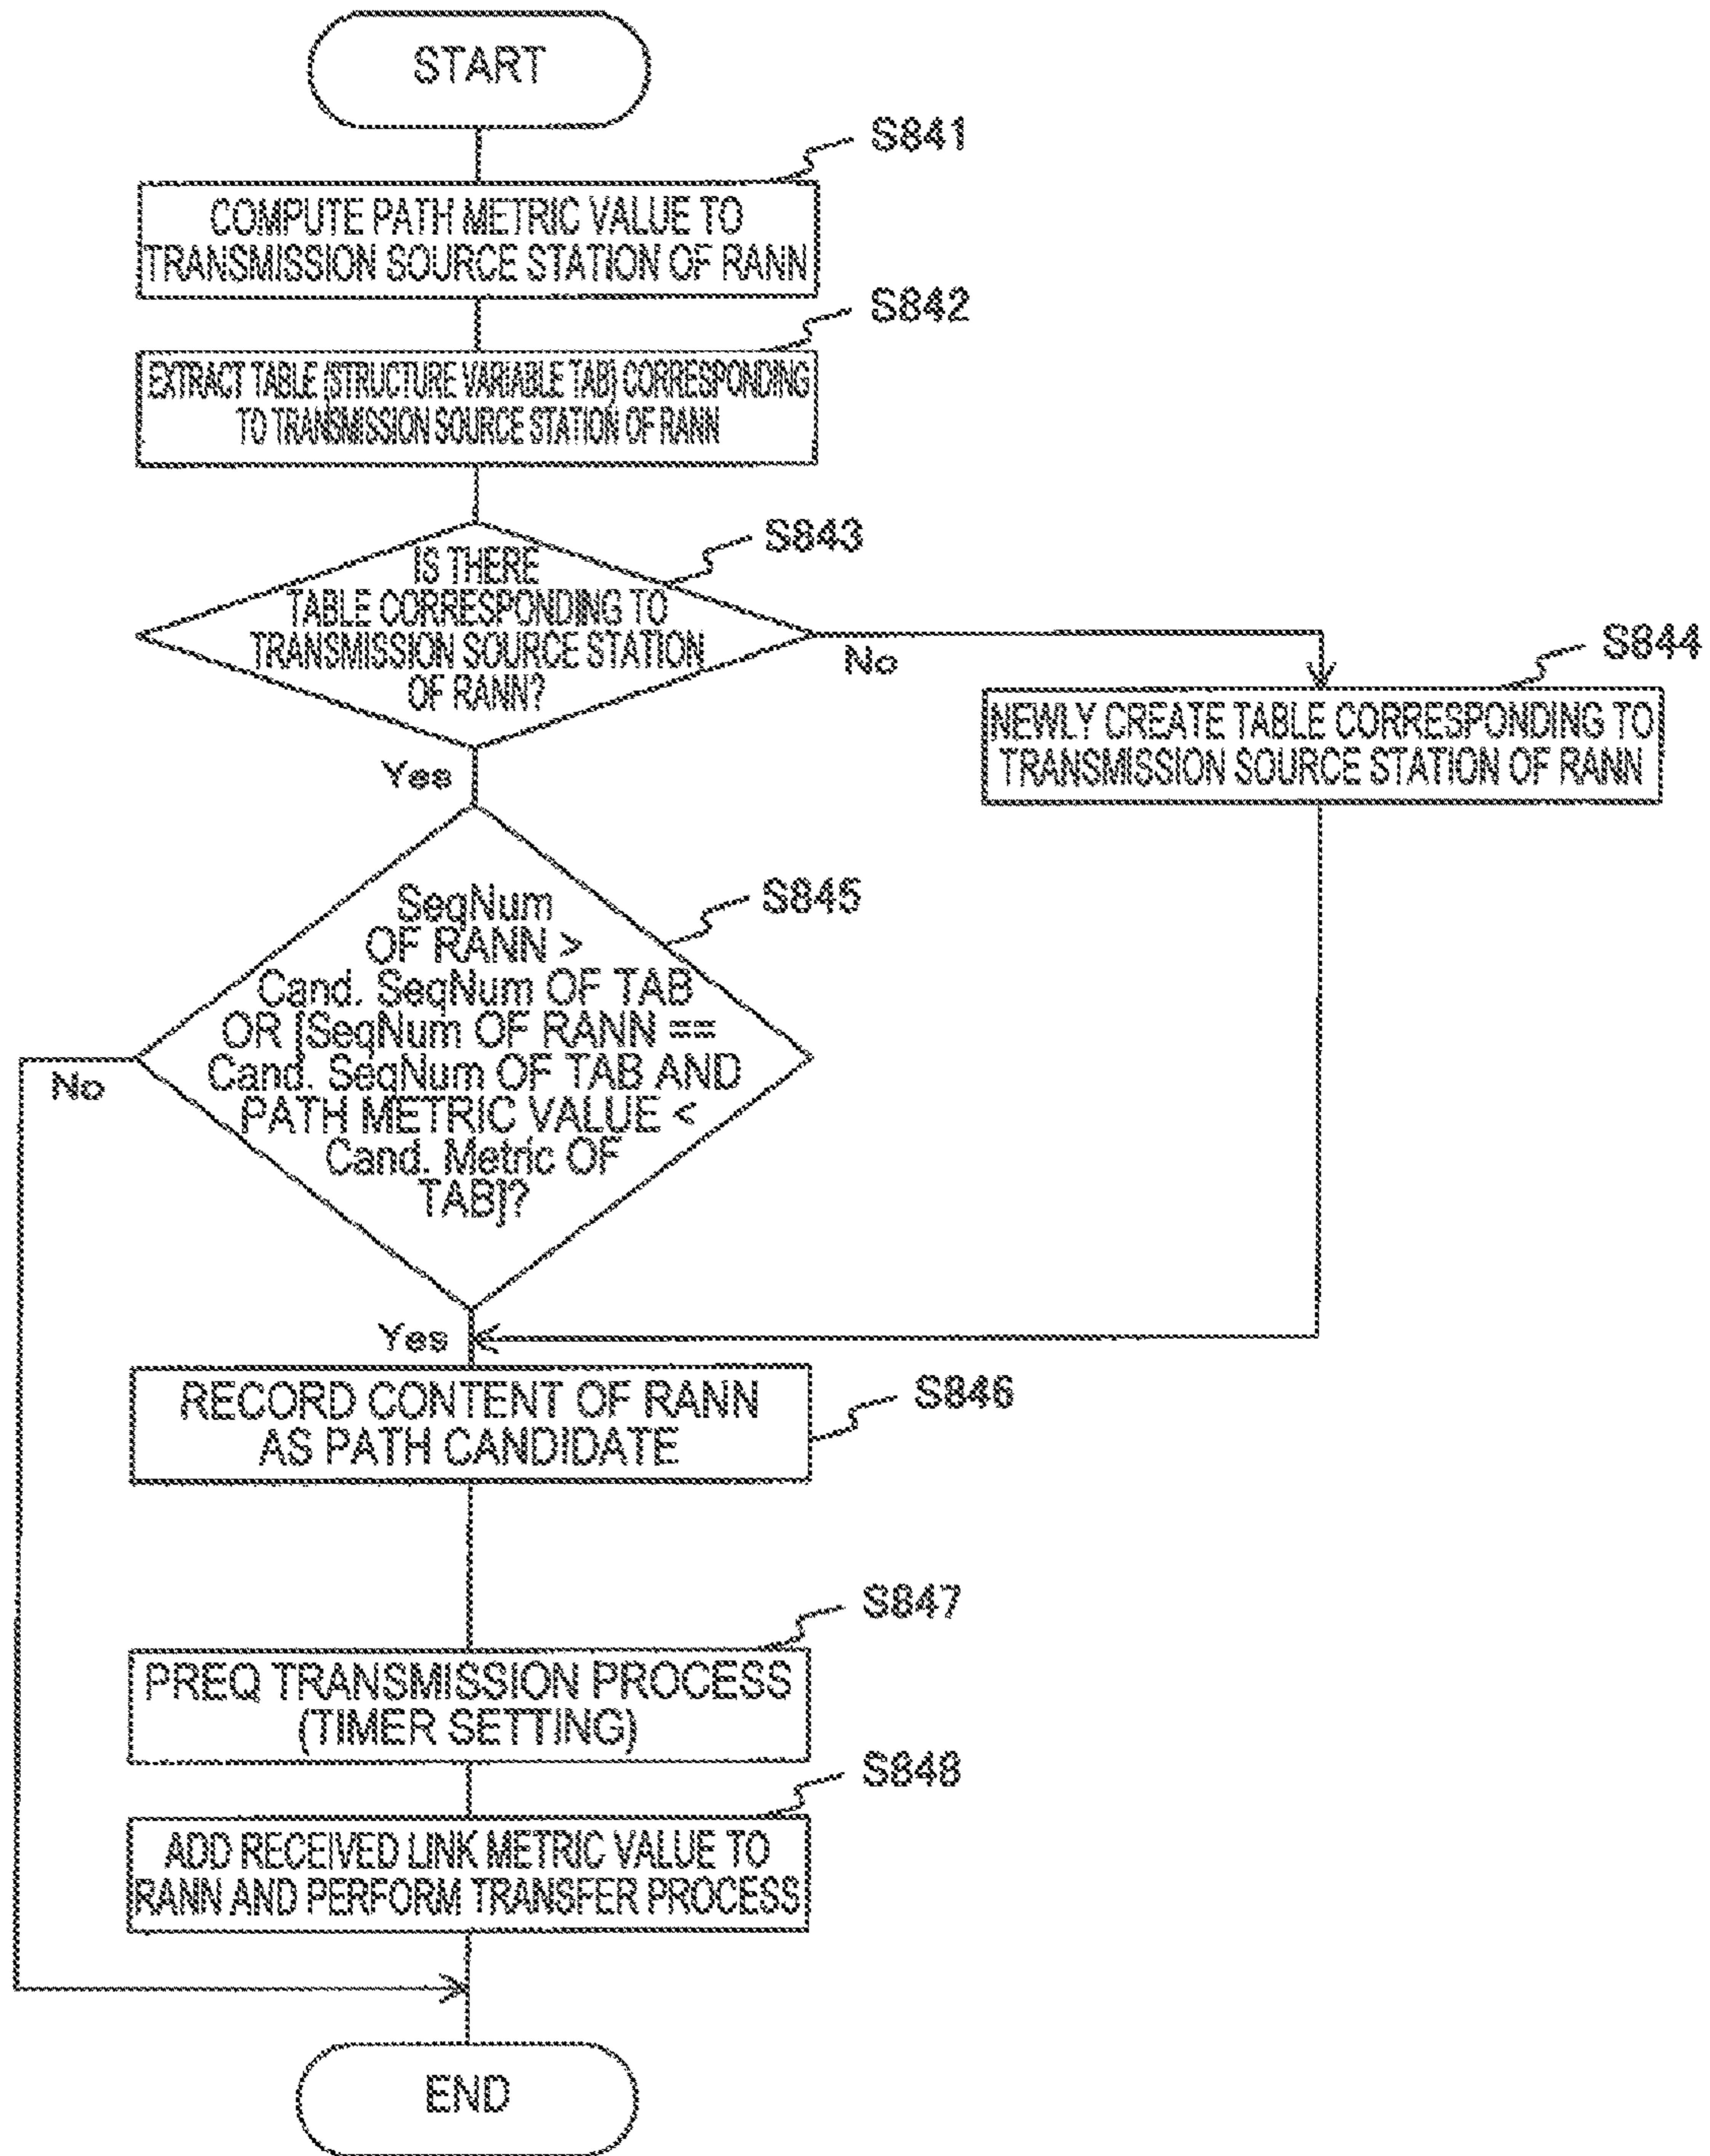 START
S841
COMPUTE PATH METRIC VALUE TO
TRANSMISSION SOURCE STATION OF RANN
S842
EXTRACT TABLE (STRUCTURE VARIABLE TAB) CORRESPONDING
TO TRANSMISSION SOURCE STATION OF RANN
S843
IS THERE
TABLE CORRESPONDING TO
TRANSMISSION SOURCE STATION
OF RANN?
No
Yes
S844
NEWLY CREATE TABLE CORRESPONDING TO
TRANSMISSION SOURCE STATION OF RANN
S845
SeqNum
OF RANN >
Cand. SeqNum OF TAB
OR [SeqNum OF RANN ==
Cand. SeqNum OF TAB AND
PATH METRIC VALUE <
Cand. Metric OF
TAB]?
No
Yes
S846
RECORD CONTENT OF RANN
AS PATH CANDIDATE
S847
PREQ TRANSMISSION PROCESS
(TIMER SETTING)
S848
ADD RECEIVED LINK METRIC VALUE TO
RANN AND PERFORM TRANSFER PROCESS
END